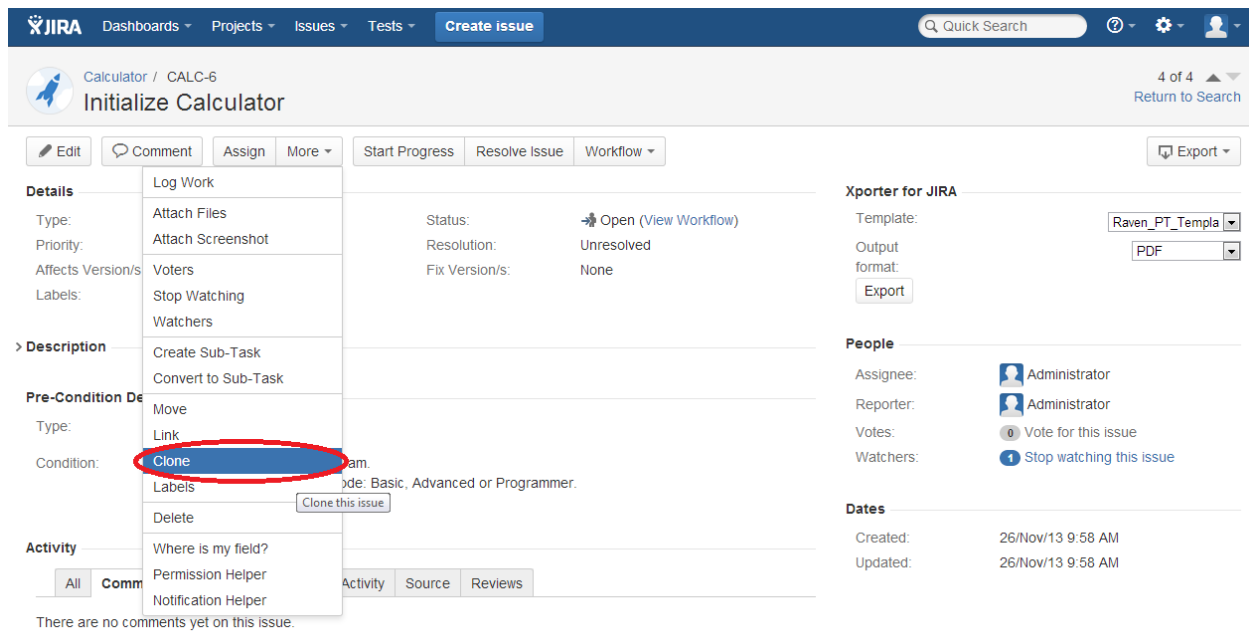 JIRA Dashboards Projects Issues Tests Create issue Quick Search
Calculator / CALC-6
Initialize Calculator
4 of 4
Return to Search
Edit Comment Assign More Start Progress Resolve Issue Workflow Export
Details
Type:
Priority:
Affects Version/s
Labels:
Status: Open (View Workflow)
Resolution: Unresolved
Fix Version/s: None
Description
Pre-Condition De
Type:
Condition:
am.
ode: Basic, Advanced or Programmer.
Activity
All Comm Activity Source Reviews
There are no comments yet on this issue.
Log Work
Attach Files
Attach Screenshot
Voters
Stop Watching
Watchers
Create Sub-Task
Convert to Sub-Task
Move
Link
Clone
Labels
Clone this issue
Delete
Where is my field?
Permission Helper
Notification Helper
Xporter for JIRA
Template: Raven_PT_Templa
Output format: PDF
Export
People
Assignee: Administrator
Reporter: Administrator
Votes: 0 Vote for this issue
Watchers: 1 Stop watching this issue
Dates
Created: 26/Nov/13 9:58 AM
Updated: 26/Nov/13 9:58 AM